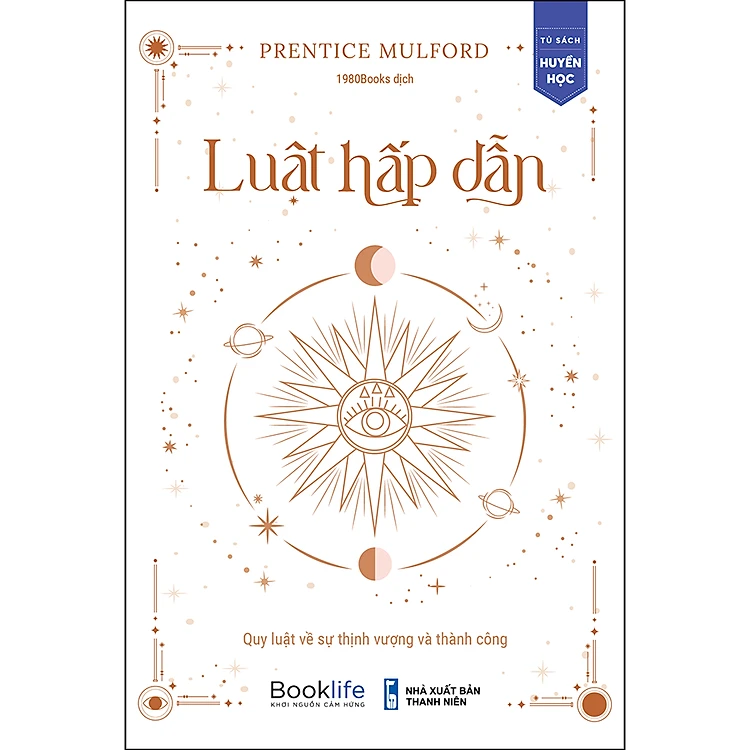 PRENTICE MULFORD
1980Books dịch
TỦ SÁCH
HUYỀN
HỌC
Luật hấp dẫn
Quy luật về sự thịnh vượng và thành công
Booklife
KHƠI NGUỒN CẢM HỨNG
NHÀ XUẤT BẢN
THANH NIÊN